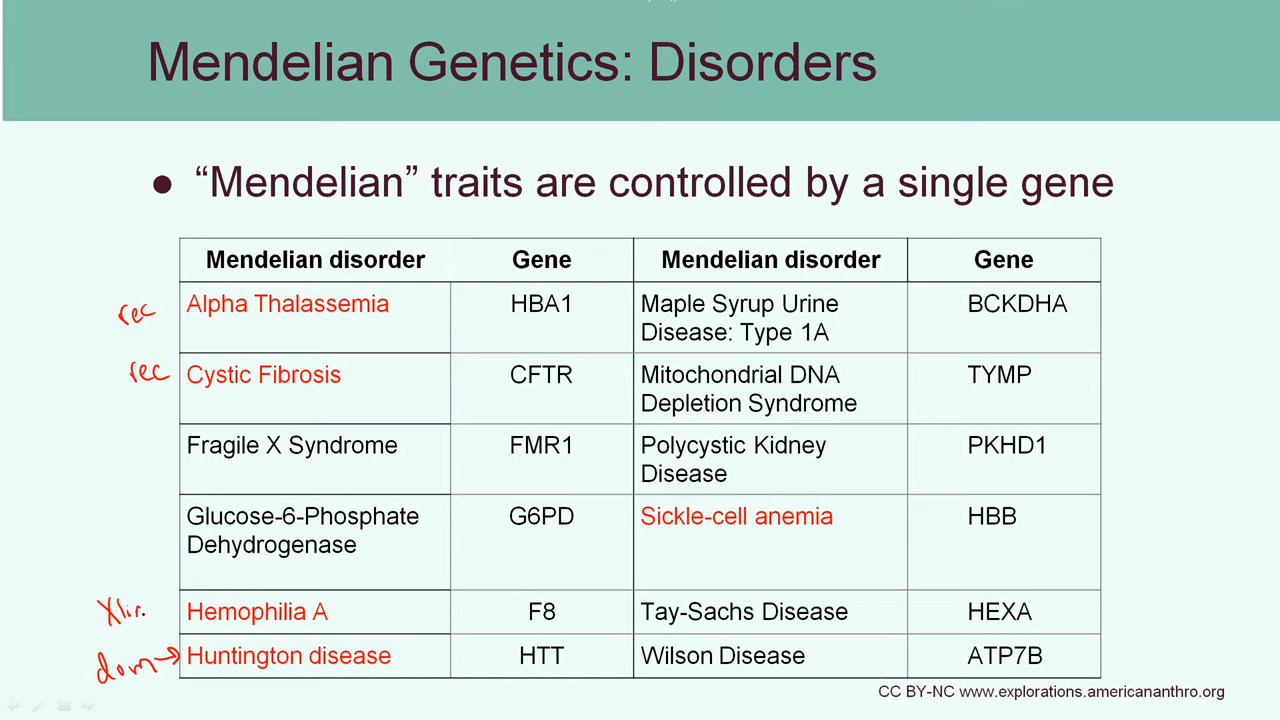 Mendelian Genetics: Disorders
● “Mendelian” traits are controlled by a single gene
Mendelian disorder Gene Mendelian disorder Gene
rec Alpha Thalassemia HBA1 Maple Syrup Urine BCKDHA
Disease: Type 1A
rec Cystic Fibrosis CFTR Mitochondrial DNA TYMP
Depletion Syndrome
Fragile X Syndrome FMR1 Polycystic Kidney PKHD1
Disease
Glucose-6-Phosphate G6PD Sickle-cell anemia HBB
Dehydrogenase
Hemophilia A F8 Tay-Sachs Disease HEXA
dom → Huntington disease HTT Wilson Disease ATP7B
CC BY-NC www.explorations.americananthro.org